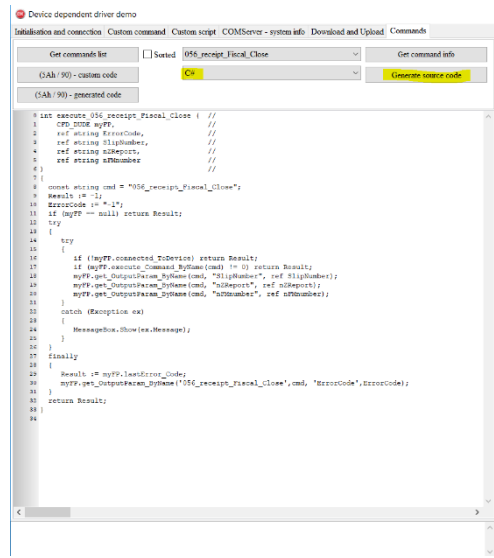 Device dependent driver demo
Initialisation and connection Custom command Custom script COMServer - system info Download and Upload Commands
Get commands list Sorted 056_receipt_Fiscal_Close Get command info
(5Ah / 90) - custom code C# Generate source code
(5Ah / 90) - generated code
0 int execute_056_receipt_Fiscal_Close ( //
1 CFD_DUDE myFP, //
2 ref string ErrorCode, //
3 ref string SlipNumber, //
4 ref string nZReport, //
5 ref string nFMnumber //
6 ) //
7 {
8 const string cmd = "056_receipt_Fiscal_Close";
9 Result := -1;
10 ErrorCode := "-1";
11 if (myFP == null) return Result;
12 try
13 {
14 try
15 {
16 if (!myFP.connected_ToDevice) return Result;
17 if (myFP.execute_Command_ByName(cmd) != 0) return Result;
18 myFP.get_OutputParam_ByName(cmd, "SlipNumber", ref SlipNumber);
19 myFP.get_OutputParam_ByName(cmd, "nZReport", ref nZReport);
20 myFP.get_OutputParam_ByName(cmd, "nFMnumber", ref nFMnumber);
21 }
22 catch (Exception ex)
23 {
24 MessageBox.Show(ex.Message);
25 }
26 }
27 finally
28 {
29 Result := myFP.lastError_Code;
30 myFP.get_OutputParam_ByName('056_receipt_Fiscal_Close',cmd, 'ErrorCode',ErrorCode);
31 }
32 return Result;
33 }
34